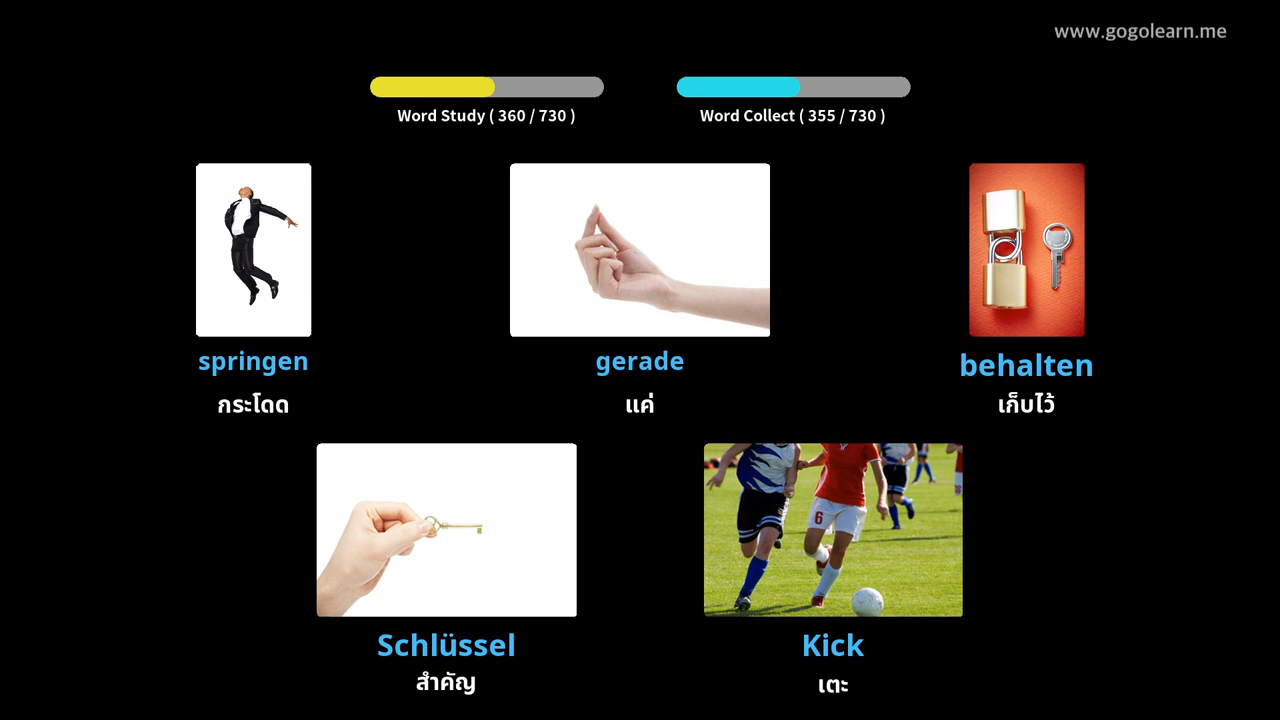 www.gogolearn.me
Word Study ( 360 / 730 )
Word Collect ( 355 / 730 )
springen
กระโดด
gerade
แค่
behalten
เก็บไว้
Schlüssel
สำคัญ
Kick
เตะ
6